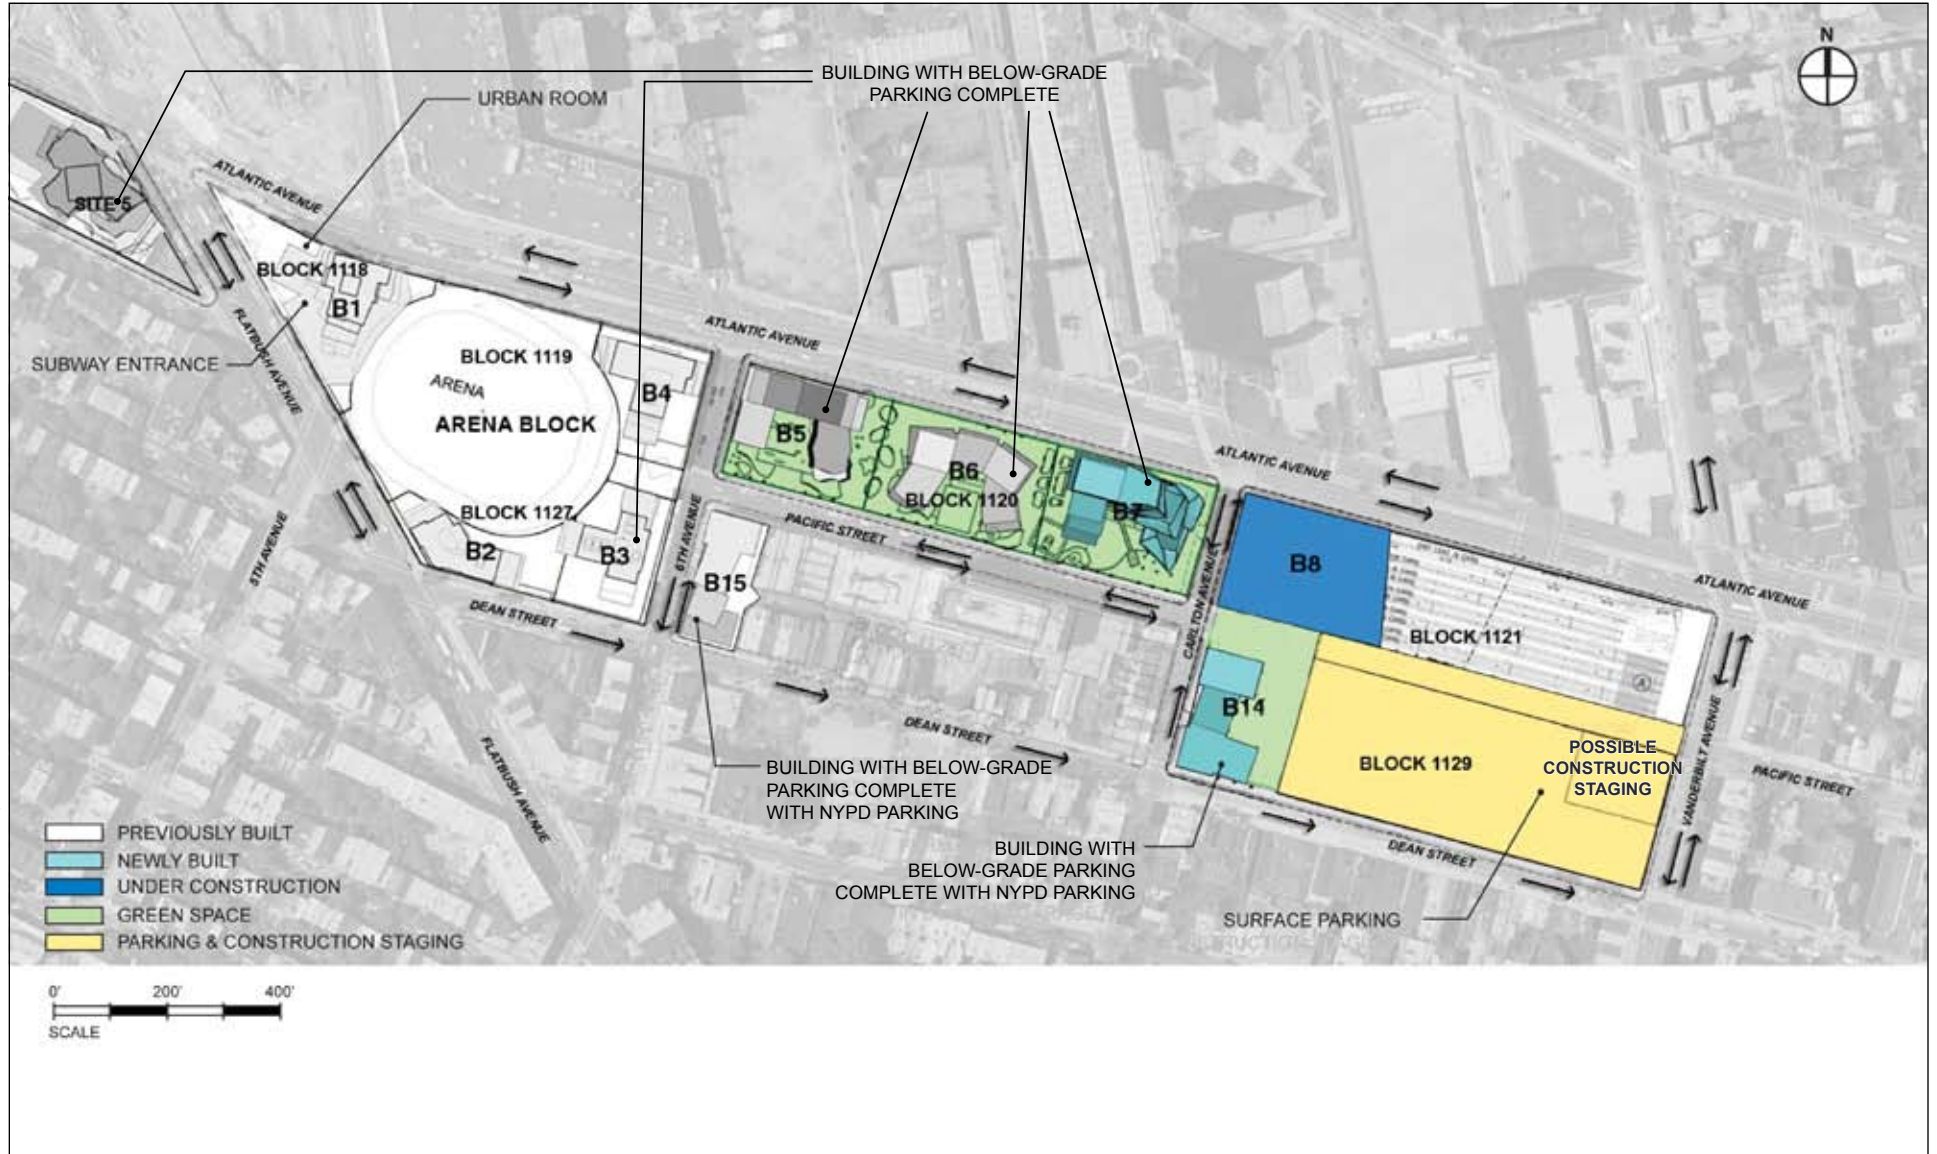 N
BUILDING WITH BELOW-GRADE
PARKING COMPLETE
URBAN ROOM
ATLANTIC AVENUE
SITE 5
BLOCK 1118
B1
SUBWAY ENTRANCE
FLATBUSH AVENUE
BLOCK 1119
ARENA
ARENA BLOCK
B4
ATLANTIC AVENUE
B5
B6
BLOCK 1120
B7
ATLANTIC AVENUE
BLOCK 1127
B2
B3
6TH AVENUE
PACIFIC STREET
5TH AVENUE
DEAN STREET
B15
CARLTON AVENUE
B8
BLOCK 1121
A
ATLANTIC AVENUE
B14
DEAN STREET
BLOCK 1129
POSSIBLE
CONSTRUCTION
STAGING
VANDERBILT AVENUE
PACIFIC STREET
FLATBUSH AVENUE
BUILDING WITH BELOW-GRADE
PARKING COMPLETE
WITH NYPD PARKING
BUILDING WITH
BELOW-GRADE PARKING
COMPLETE WITH NYPD PARKING
DEAN STREET
SURFACE PARKING
PREVIOUSLY BUILT
NEWLY BUILT
UNDER CONSTRUCTION
GREEN SPACE
PARKING & CONSTRUCTION STAGING
0' 200' 400'
SCALE